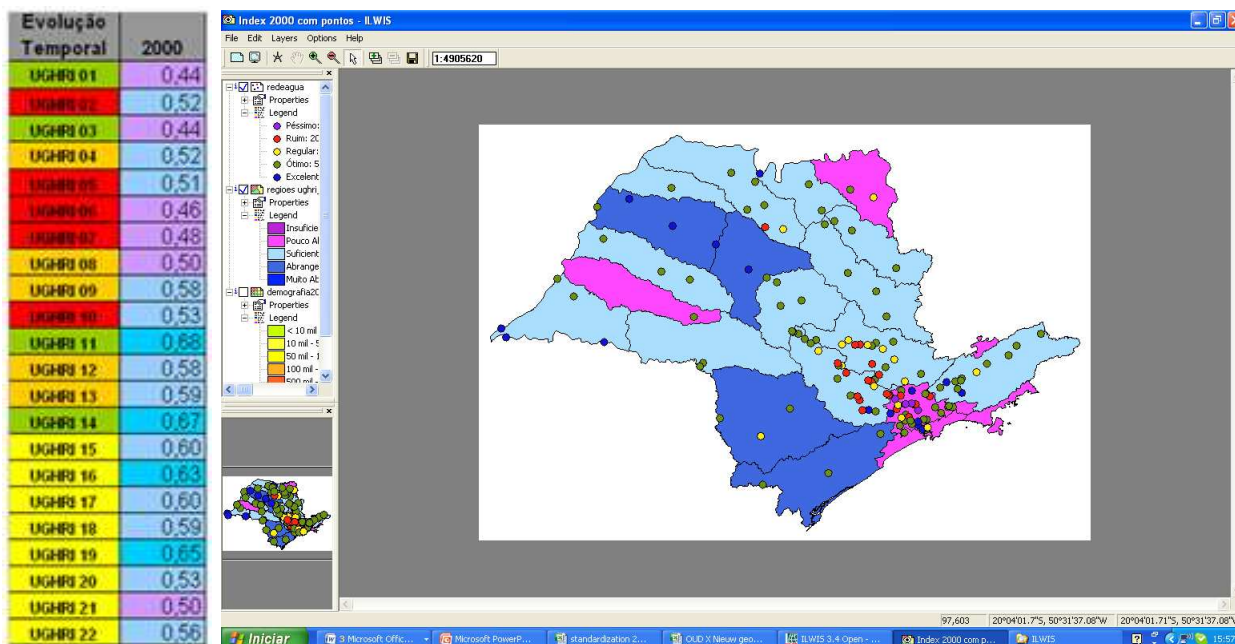 Evolução
Temporal 2000
UGHRI 01 0,44
UGHRI 02 0,52
UGHRI 03 0,44
UGHRI 04 0,52
UGHRI 05 0,51
UGHRI 06 0,46
UGHRI 07 0,48
UGHRI 08 0,50
UGHRI 09 0,58
UGHRI 10 0,53
UGHRI 11 0,68
UGHRI 12 0,58
UGHRI 13 0,59
UGHRI 14 0,67
UGHRI 15 0,60
UGHRI 16 0,63
UGHRI 17 0,60
UGHRI 18 0,59
UGHRI 19 0,65
UGHRI 20 0,53
UGHRI 21 0,50
UGHRI 22 0,56
Index 2000 com pontos - ILWIS
File Edit Layers Options Help
1:4905620
redeagua
Properties
Legend
Péssimo:
Ruim: 20
Regular:
Ótimo: 5
Excelent
regioes ughri_
Properties
Legend
Insuficie
Pouco Al
Suficient
Abrange
Muito Ab
demografia20
Properties
Legend
< 10 mil
10 mil - 5
50 mil - 1
100 mil -
500 mil -
97,603 20°04'01.7"S, 50°31'37.08"W 20°04'01.71"S, 50°31'37.08"W
Iniciar 3 Microsoft Offic... Microsoft PowerP... standardization 2... OUD X Nieuw geo... ILWIS 3.4 Open - ... Index 2000 com p... ILWIS 15:57